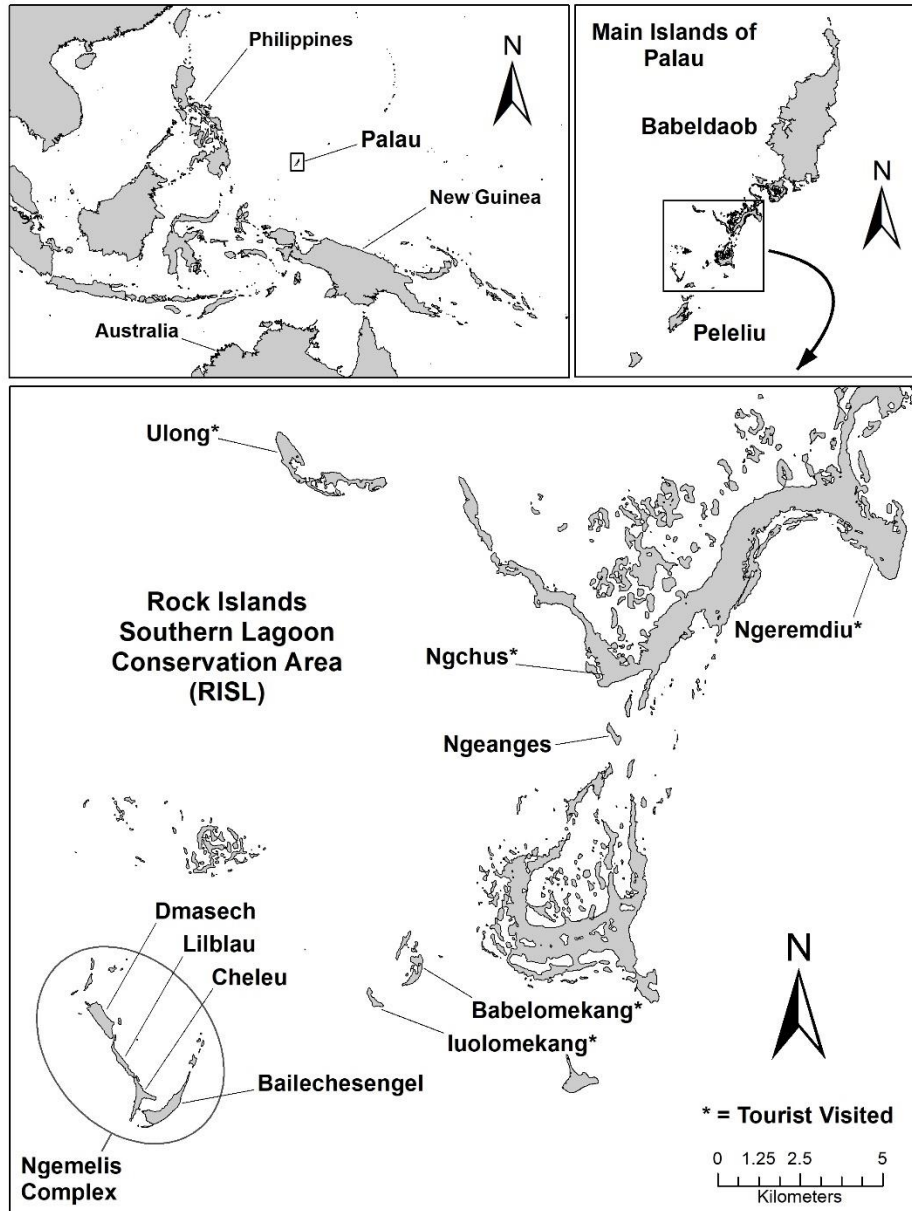 Philippines
N
Palau
New Guinea
Australia
Main Islands of
Palau
Babeldaob
N
Peleliu
Ulong*
Rock Islands
Southern Lagoon
Conservation Area
(RISL)
Ngeremdiu*
Ngchus*
Ngeanges
Dmasech
Lilblau
Cheleu
N
Babelomekang*
Iuolomekang*
Bailechesengel
* = Tourist Visited
Ngemelis
Complex
0 1.25 2.5 5
Kilometers